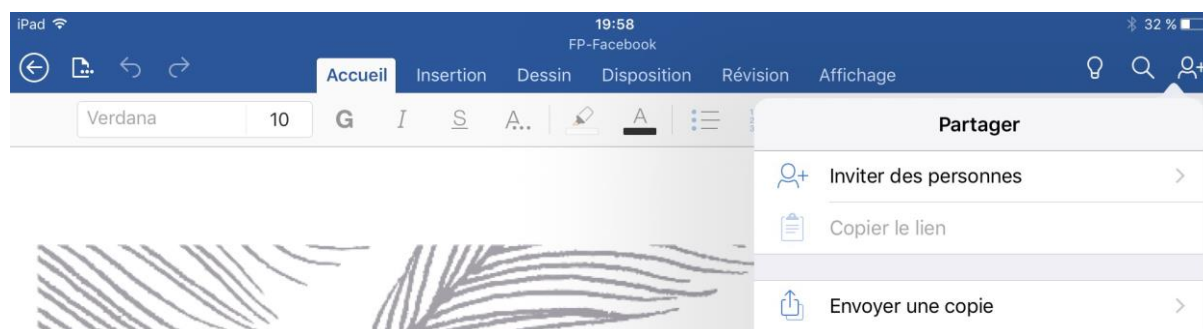 iPad 19:58 32 %
FP-Facebook
Accueil Insertion Dessin Disposition Révision Affichage
Verdana 10 G I S A... A
Partager
Inviter des personnes
Copier le lien
Envoyer une copie